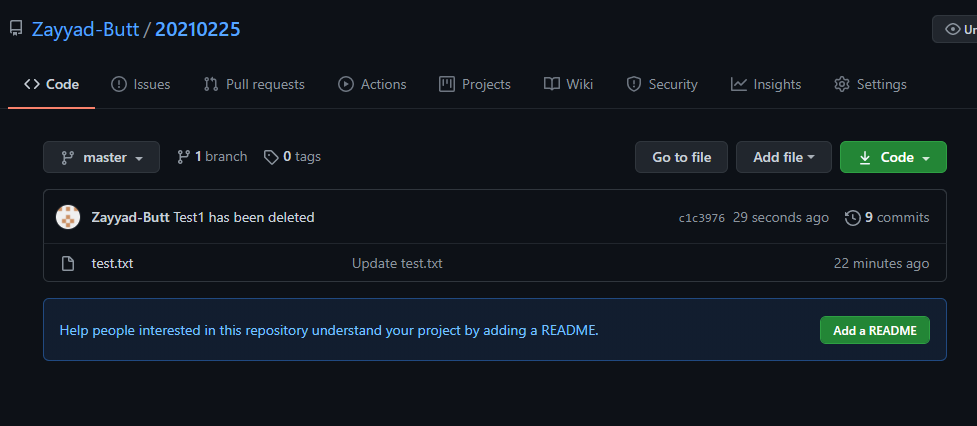 Zayyad-Butt / 20210225
Un
Code Issues Pull requests Actions Projects Wiki Security Insights Settings
master 1 branch 0 tags Go to file Add file Code
Zayyad-Butt Test1 has been deleted c1c3976 29 seconds ago 9 commits
test.txt Update test.txt 22 minutes ago
Help people interested in this repository understand your project by adding a README. Add a README